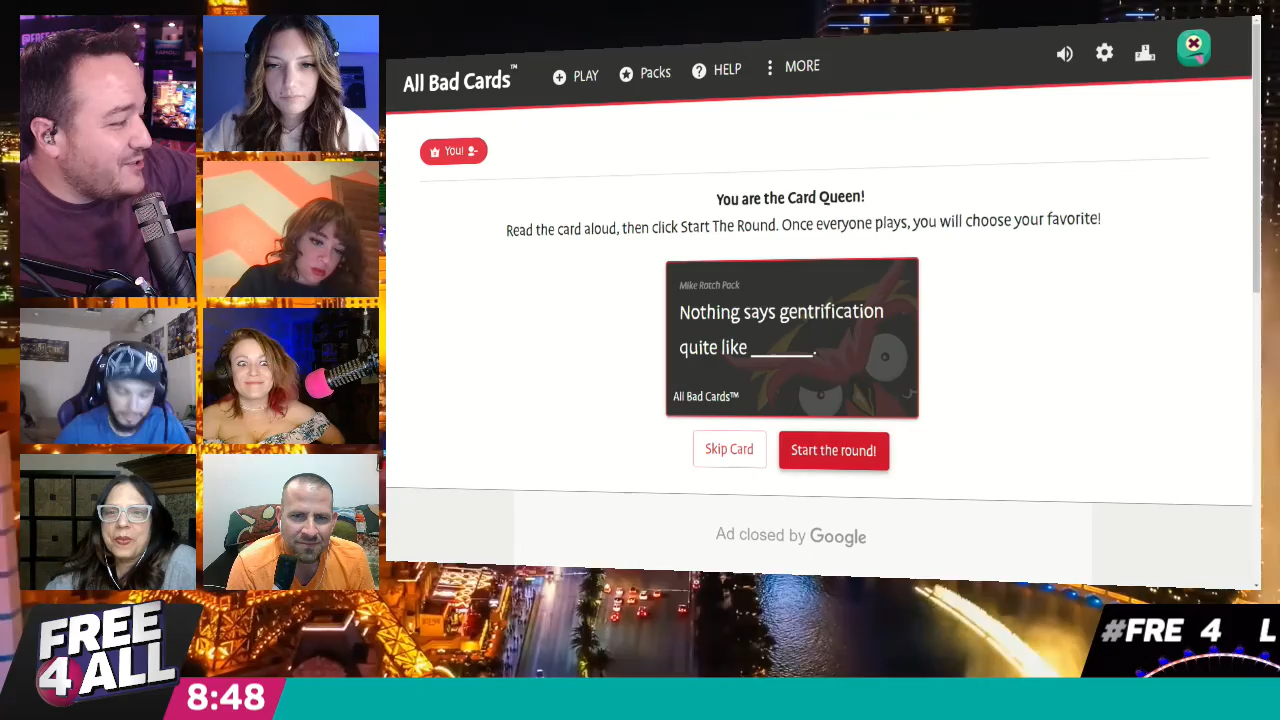 All Bad Cards™
PLAY
Packs
HELP
MORE
You!
You are the Card Queen!
Read the card aloud, then click Start The Round. Once everyone plays, you will choose your favorite!
Mike Rotch Pack
Nothing says gentrification
quite like ______.
All Bad Cards™
Skip Card
Start the round!
Ad closed by Google
FREE
4 ALL
8:48
#FRE 4 L